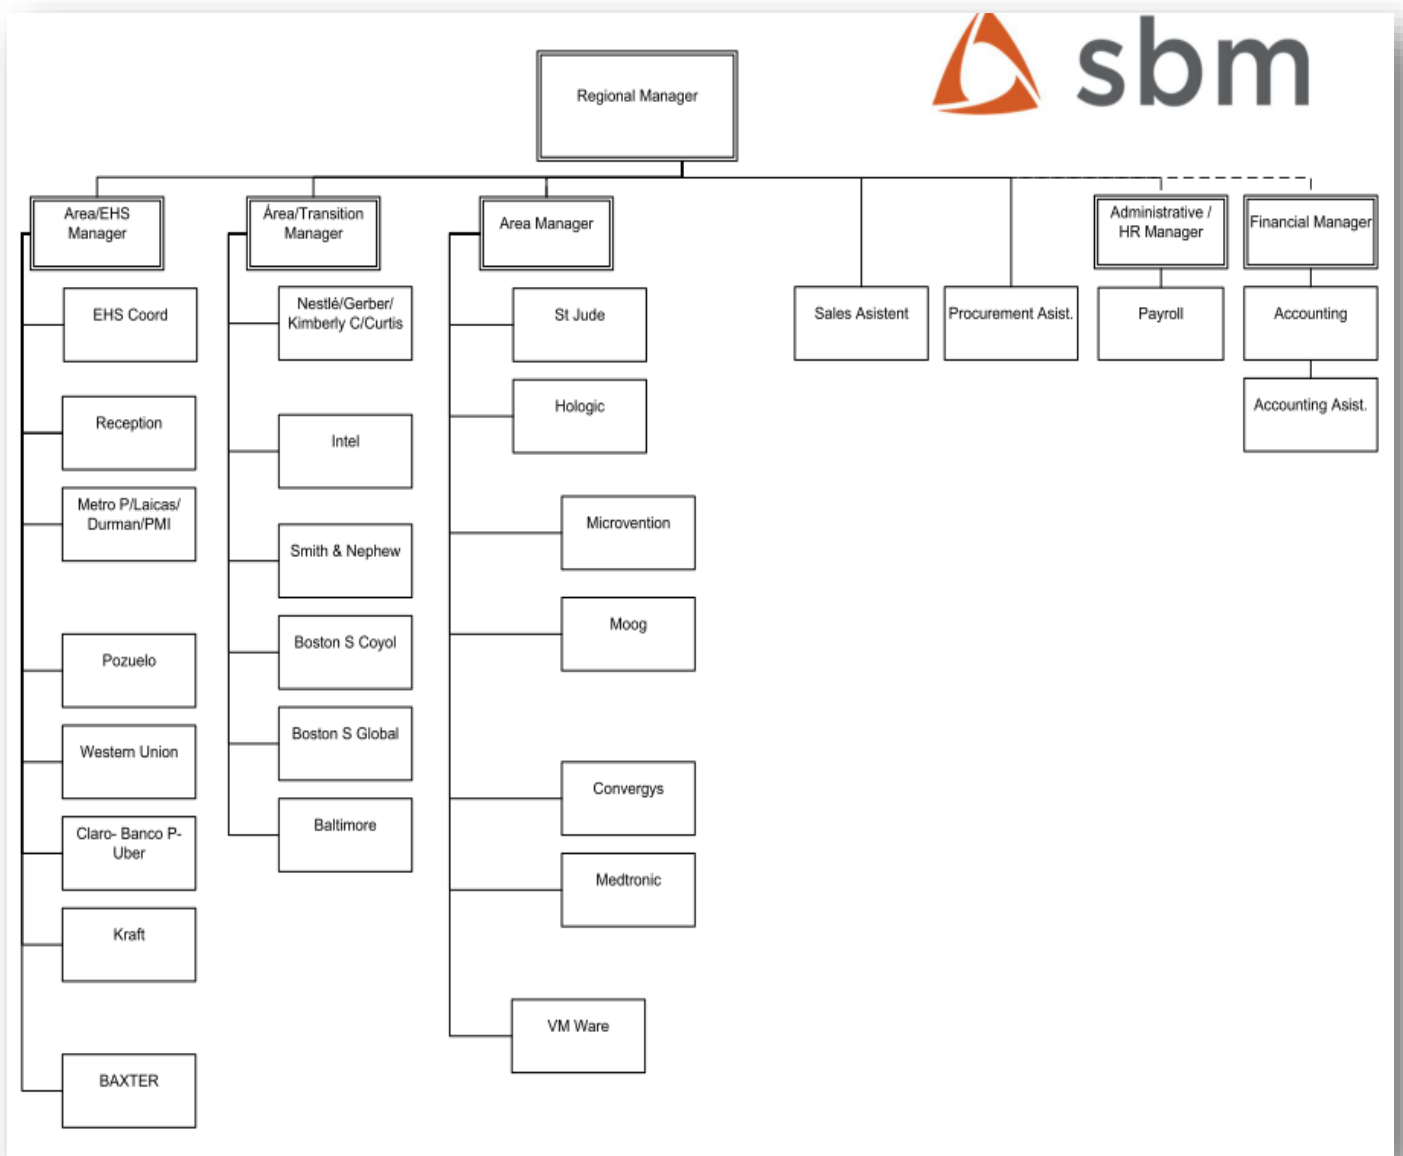 sbm
Regional Manager
Area/EHS
Manager
Área/Transition
Manager
Area Manager
Administrative /
HR Manager
Financial Manager
EHS Coord
Reception
Metro P/Laicas/
Durman/PMI
Pozuelo
Western Union
Claro- Banco P-
Uber
Kraft
BAXTER
Nestlé/Gerber/
Kimberly C/Curtis
Intel
Smith & Nephew
Boston S Coyol
Boston S Global
Baltimore
St Jude
Hologic
Microvention
Moog
Convergys
Medtronic
VM Ware
Sales Asistent
Procurement Asist.
Payroll
Accounting
Accounting Asist.